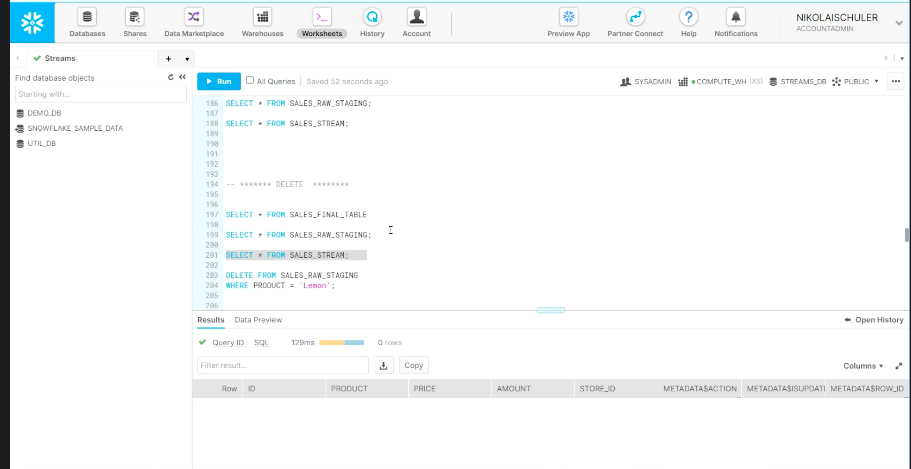 Databases Shares Data Marketplace Warehouses Worksheets History Account Preview App Partner Connect Help Notifications
NIKOLAISCHULER
ACCOUNTADMIN
Streams
Find database objects
Starting with...
DEMO_DB
SNOWFLAKE_SAMPLE_DATA
UTIL_DB
Run All Queries Saved 52 seconds ago SYSADMIN COMPUTE_WH (XS) STREAMS_DB PUBLIC
186 SELECT * FROM SALES_RAW_STAGING;
187
188 SELECT * FROM SALES_STREAM;
189
190
191
192
193
194 -- ******* DELETE ********
195
196
197 SELECT * FROM SALES_FINAL_TABLE
198
199 SELECT * FROM SALES_RAW_STAGING;
200
201 SELECT * FROM SALES_STREAM;
202
203 DELETE FROM SALES_RAW_STAGING
204 WHERE PRODUCT = 'Lemon';
205
206
Results Data Preview Open History
Query ID SQL 129ms 0 rows
Filter result... Copy Columns
Row ID PRODUCT PRICE AMOUNT STORE_ID METADATA$ACTION METADATA$ISUPDATI METADATA$ROW_ID